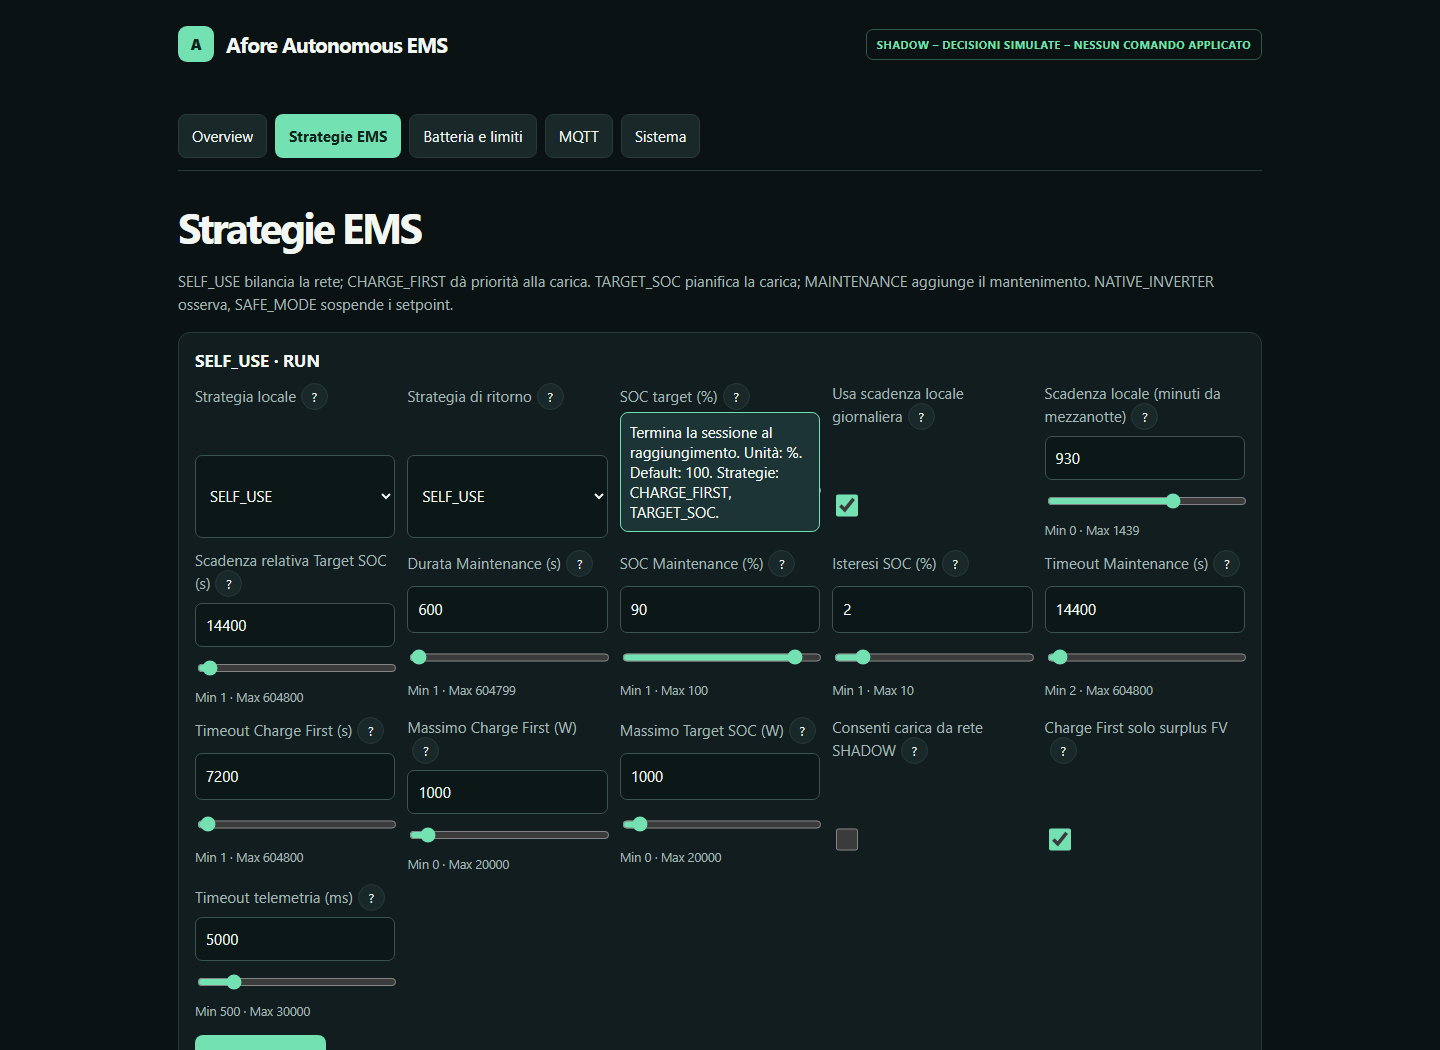 A
Afore Autonomous EMS
SHADOW – DECISIONI SIMULATE – NESSUN COMANDO APPLICATO
Overview
Strategie EMS
Batteria e limiti
MQTT
Sistema
Strategie EMS
SELF_USE bilancia la rete; CHARGE_FIRST dà priorità alla carica. TARGET_SOC pianifica la carica; MAINTENANCE aggiunge il mantenimento. NATIVE_INVERTER
osserva, SAFE_MODE sospende i setpoint.
SELF_USE · RUN
Strategia locale ?
SELF_USE
Strategia di ritorno ?
SELF_USE
SOC target (%) ?
Termina la sessione al
raggiungimento. Unità: %.
Default: 100. Strategie:
CHARGE_FIRST,
TARGET_SOC.
Usa scadenza locale
giornaliera ?
Scadenza locale (minuti da
mezzanotte) ?
930
Min 0 · Max 1439
Scadenza relativa Target SOC
(s) ?
14400
Min 1 · Max 604800
Durata Maintenance (s) ?
600
Min 1 · Max 604799
SOC Maintenance (%) ?
90
Min 1 · Max 100
Isteresi SOC (%) ?
2
Min 1 · Max 10
Timeout Maintenance (s) ?
14400
Min 2 · Max 604800
Timeout Charge First (s) ?
7200
Min 1 · Max 604800
Massimo Charge First (W)
?
1000
Min 0 · Max 20000
Massimo Target SOC (W) ?
1000
Min 0 · Max 20000
Consenti carica da rete
SHADOW ?
Charge First solo surplus FV
?
Timeout telemetria (ms) ?
5000
Min 500 · Max 30000